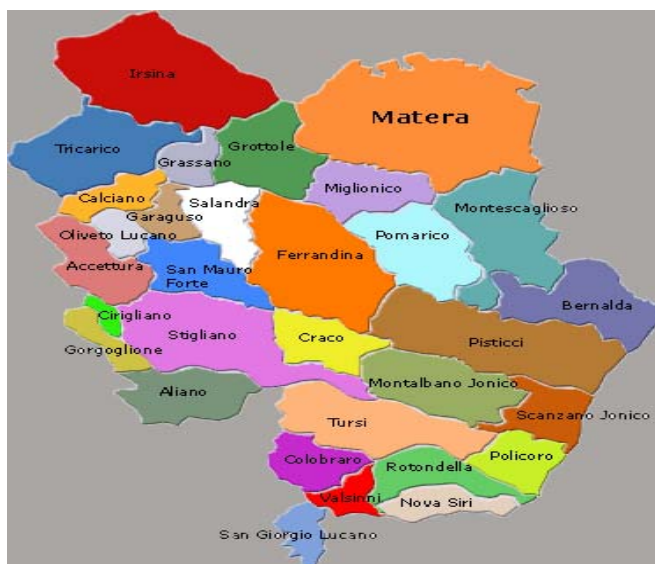 Irsina
Matera
Tricarico
Grassano
Grottole
Miglionico
Calciano
Garaguso
Salandra
Montescaglioso
Oliveto Lucano
Pomarico
Accettura
San Mauro
Forte
Ferrandina
Bernalda
Cirigliano
Stigliano
Craco
Pisticci
Gorgoglione
Aliano
Montalbano Jonico
Scanzano Jonico
Tursi
Colobraro
Rotondella
Policoro
Valsinni
Nova Siri
San Giorgio Lucano